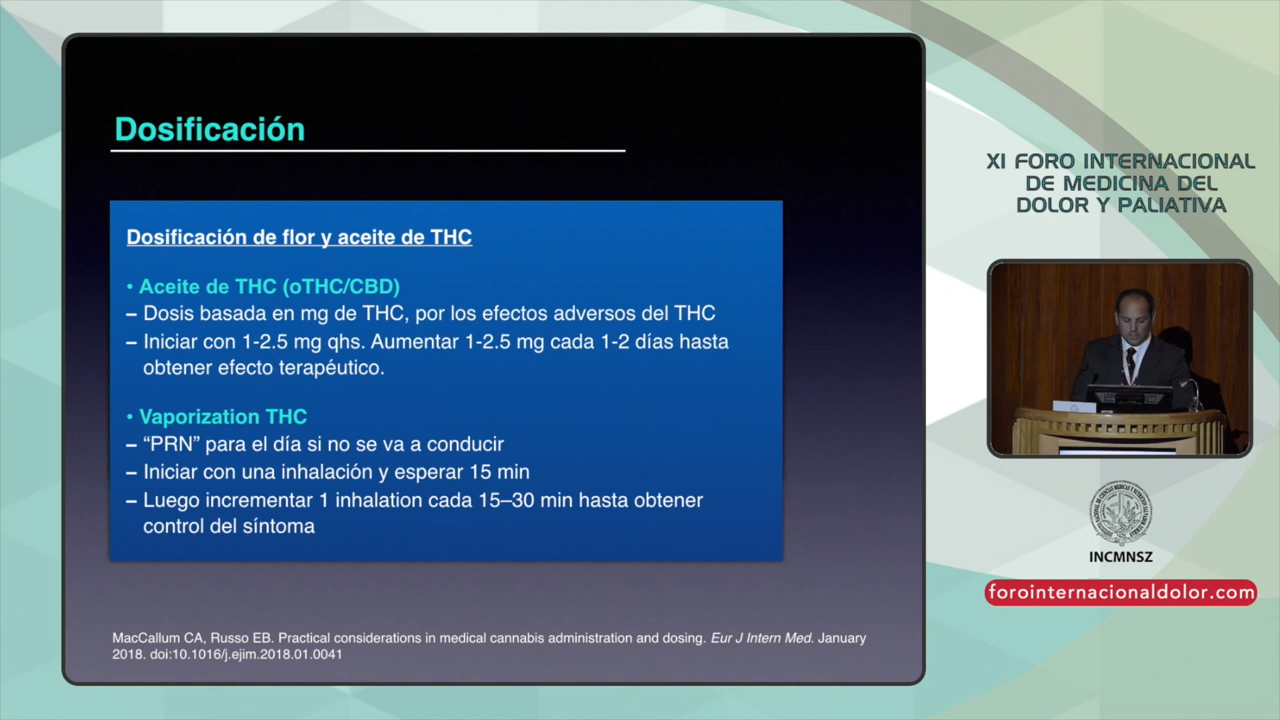 Dosificación
Dosificación de flor y aceite de THC
• Aceite de THC (oTHC/CBD)
– Dosis basada en mg de THC, por los efectos adversos del THC
– Iniciar con 1-2.5 mg qhs. Aumentar 1-2.5 mg cada 1-2 días hasta
obtener efecto terapéutico.
• Vaporization THC
– “PRN” para el día si no se va a conducir
– Iniciar con una inhalación y esperar 15 min
– Luego incrementar 1 inhalation cada 15–30 min hasta obtener
control del síntoma
MacCallum CA, Russo EB. Practical considerations in medical cannabis administration and dosing. Eur J Intern Med. January
2018. doi:10.1016/j.ejim.2018.01.0041
XI FORO INTERNACIONAL
DE MEDICINA DEL
DOLOR Y PALIATIVA
INCMNSZ
forointernacionaldolor.com